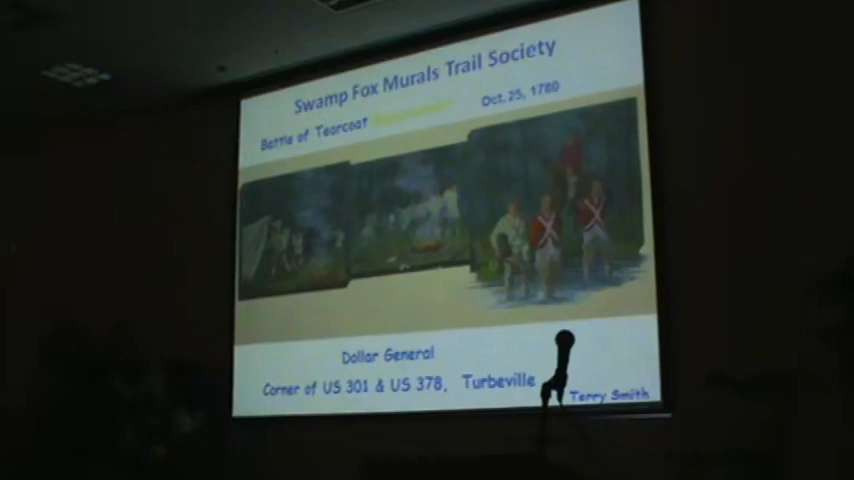 Swamp Fox Murals Trail Society
Battle of Tearcoat Oct. 25, 1780
Dollar General
Corner of US 301 & US 378, Turbeville
Terry Smith